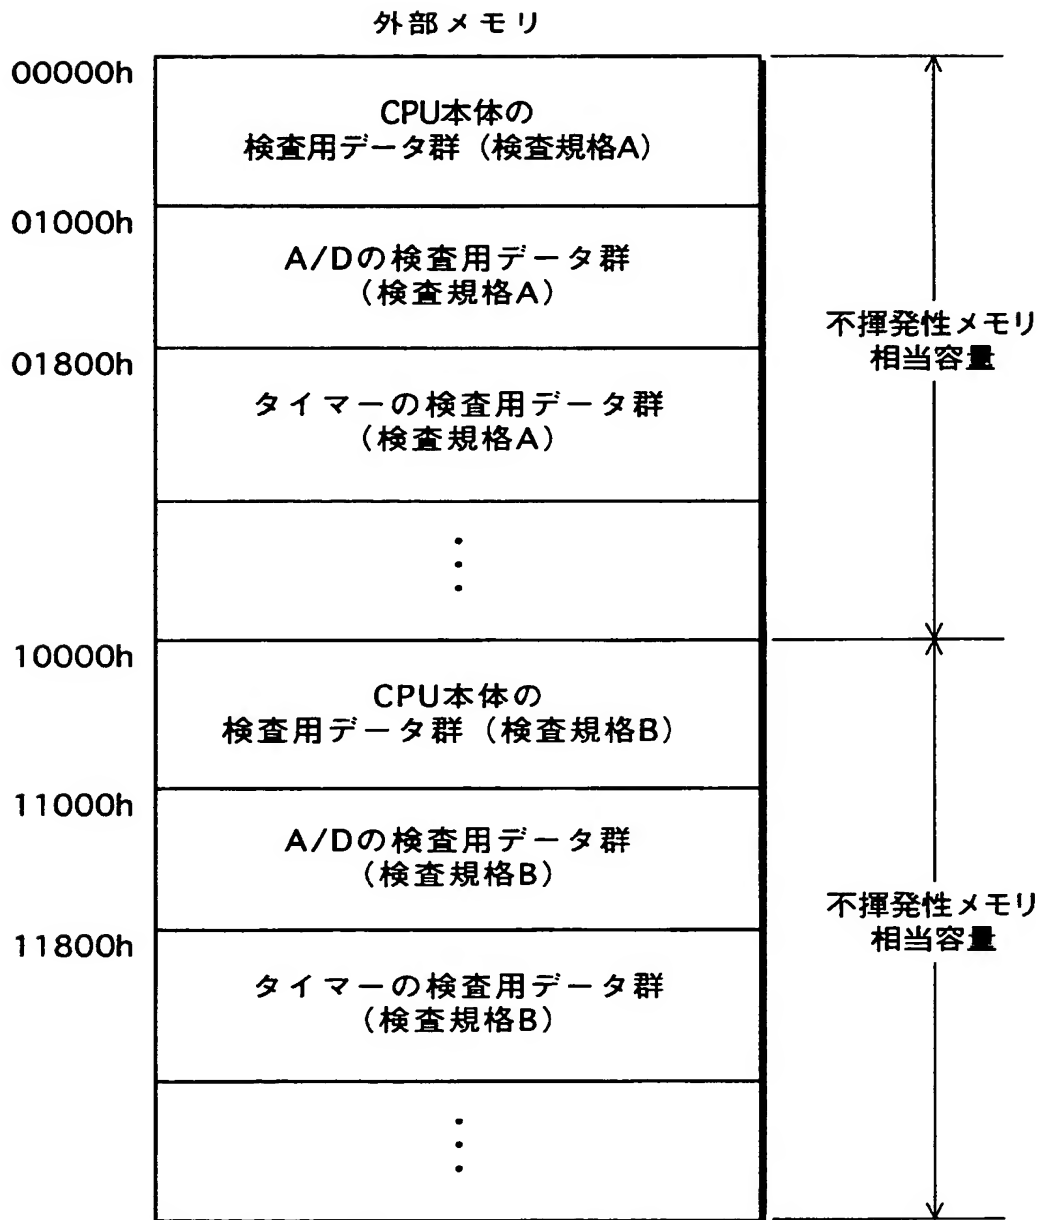 外部メモリ
00000h
CPU本体の
検査用データ群（検査規格A）
01000h
A/Dの検査用データ群
（検査規格A）
01800h
タイマーの検査用データ群
（検査規格A）
⋮
不揮発性メモリ
相当容量
10000h
CPU本体の
検査用データ群（検査規格B）
11000h
A/Dの検査用データ群
（検査規格B）
11800h
タイマーの検査用データ群
（検査規格B）
⋮
不揮発性メモリ
相当容量